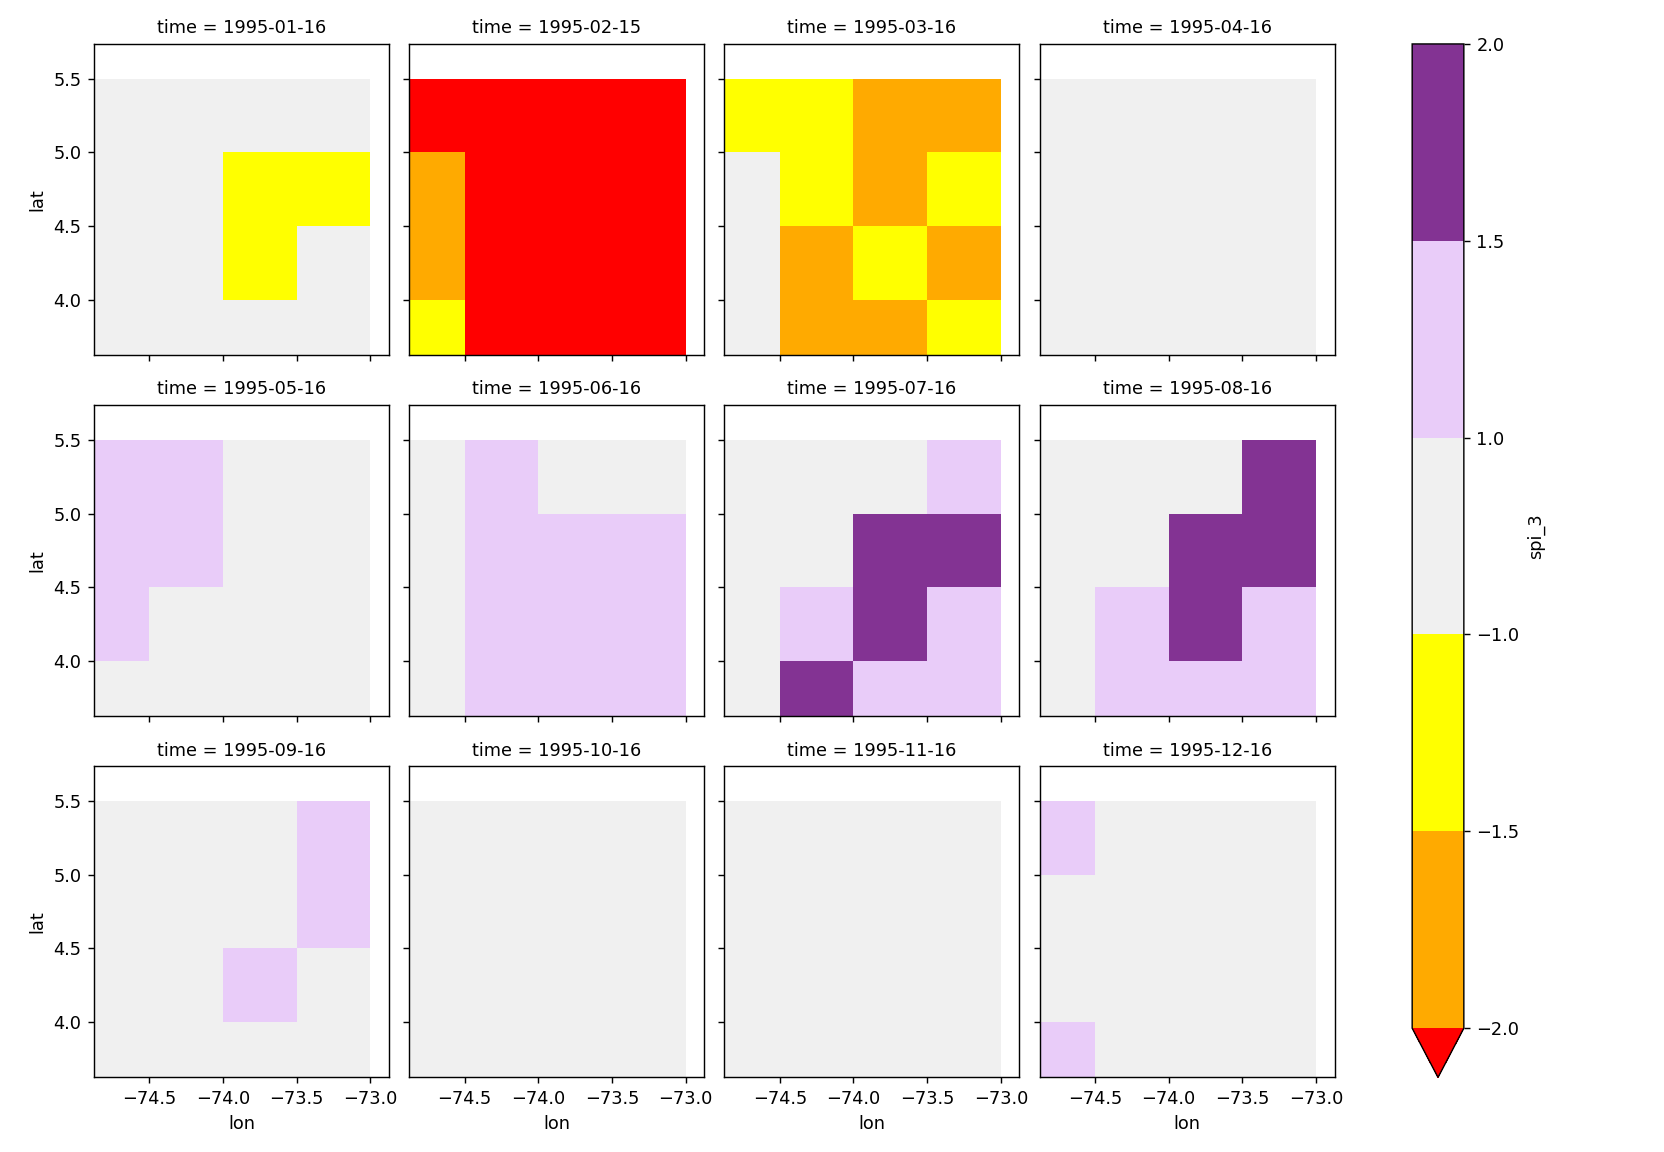 time = 1995-01-16
time = 1995-02-15
time = 1995-03-16
time = 1995-04-16
lat
5.5
5.0
4.5
4.0
time = 1995-05-16
time = 1995-06-16
time = 1995-07-16
time = 1995-08-16
lat
5.5
5.0
4.5
4.0
time = 1995-09-16
time = 1995-10-16
time = 1995-11-16
time = 1995-12-16
lat
5.5
5.0
4.5
4.0
−74.5 −74.0 −73.5 −73.0
lon
−74.5 −74.0 −73.5 −73.0
lon
−74.5 −74.0 −73.5 −73.0
lon
−74.5 −74.0 −73.5 −73.0
lon
2.0
1.5
1.0
−1.0
−1.5
−2.0
spi_3